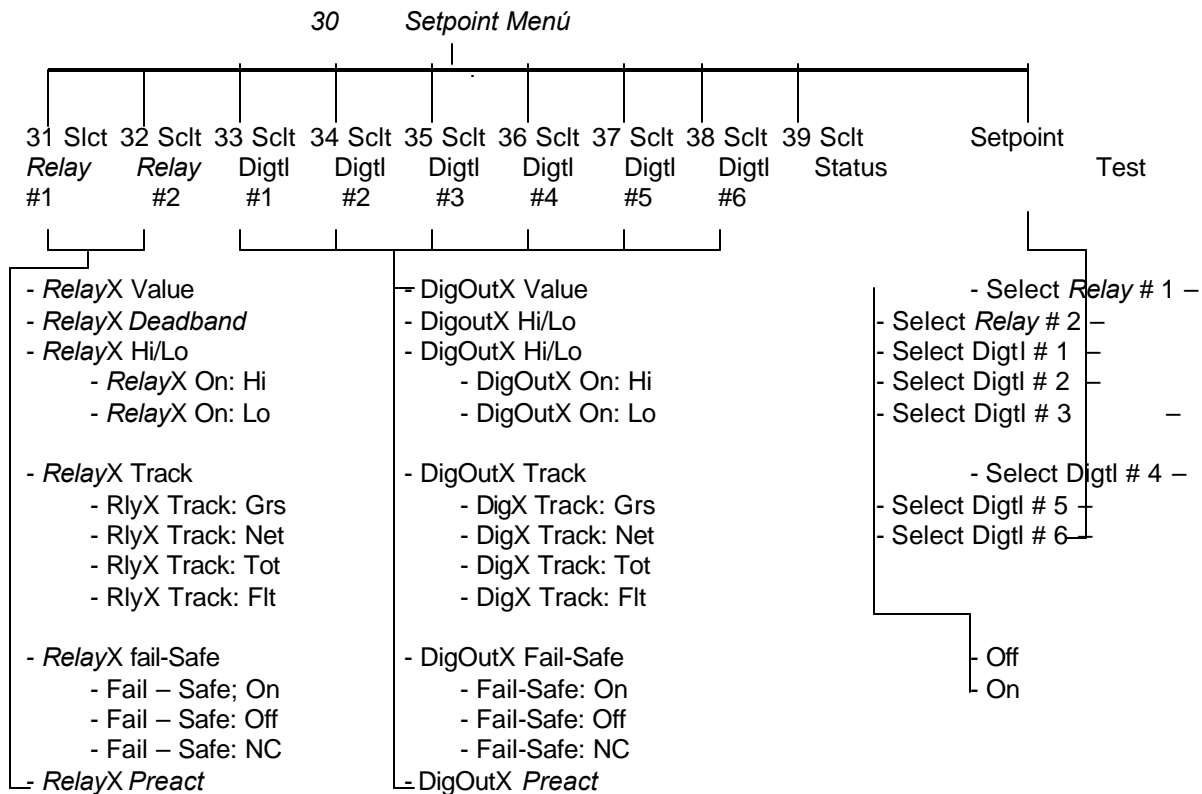 30 Setpoint Menú
31 Slct 32 Sclt 33 Sclt 34 Sclt 35 Sclt 36 Sclt 37 Sclt 38 Sclt 39 Sclt Setpoint
Relay Relay Digtl Digtl Digtl Digtl Digtl Digtl Status Test
#1 #2 #1 #2 #3 #4 #5 #6
- RelayX Value - DigOutX Value - Select Relay # 1 –
- RelayX Deadband - DigoutX Hi/Lo - Select Relay # 2 –
- RelayX Hi/Lo - DigOutX Hi/Lo - Select Digtl # 1 –
- RelayX On: Hi - DigOutX On: Hi - Select Digtl # 2 –
- RelayX On: Lo - DigOutX On: Lo - Select Digtl # 3 –
- RelayX Track - DigOutX Track - Select Digtl # 4 –
- RlyX Track: Grs - DigX Track: Grs - Select Digtl # 5 –
- RlyX Track: Net - DigX Track: Net - Select Digtl # 6 –
- RlyX Track: Tot - DigX Track: Tot
- RlyX Track: Flt - DigX Track: Flt
- RelayX fail-Safe - DigOutX Fail-Safe - Off
- Fail – Safe; On - Fail-Safe: On - On
- Fail – Safe: Off - Fail-Safe: Off
- Fail – Safe: NC - Fail-Safe: NC
- RelayX Preact - DigOutX Preact